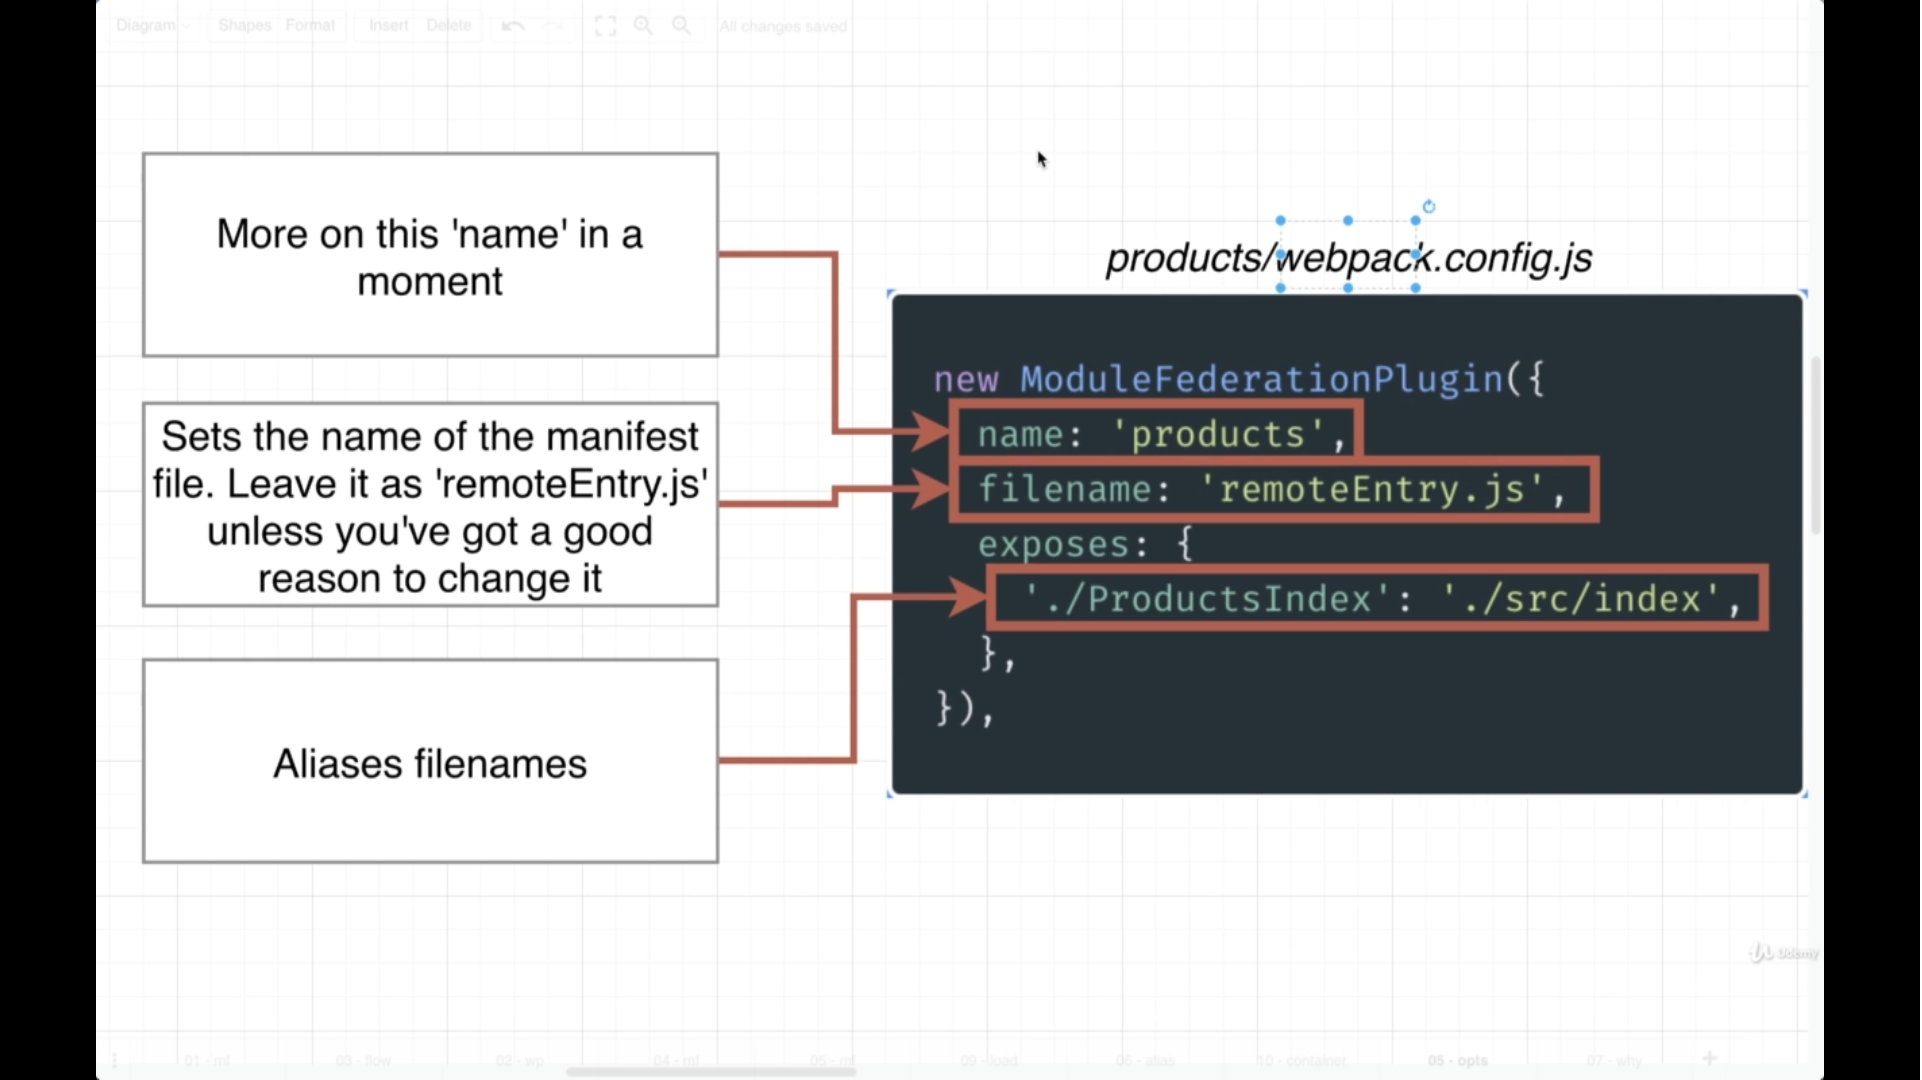 Diagram
Shapes Format
Insert Delete
All changes saved
More on this 'name' in a
moment
Sets the name of the manifest
file. Leave it as 'remoteEntry.js'
unless you've got a good
reason to change it
Aliases filenames
products/webpack.config.js
new ModuleFederationPlugin({
name: 'products',
filename: 'remoteEntry.js',
exposes: {
'./ProductsIndex': './src/index',
},
}),
Udemy
01 - mf
03 - flow
02 - wp
04 - mf
05 - mf
09 - load
06 - alias
10 - container
05 - opts
07 - why